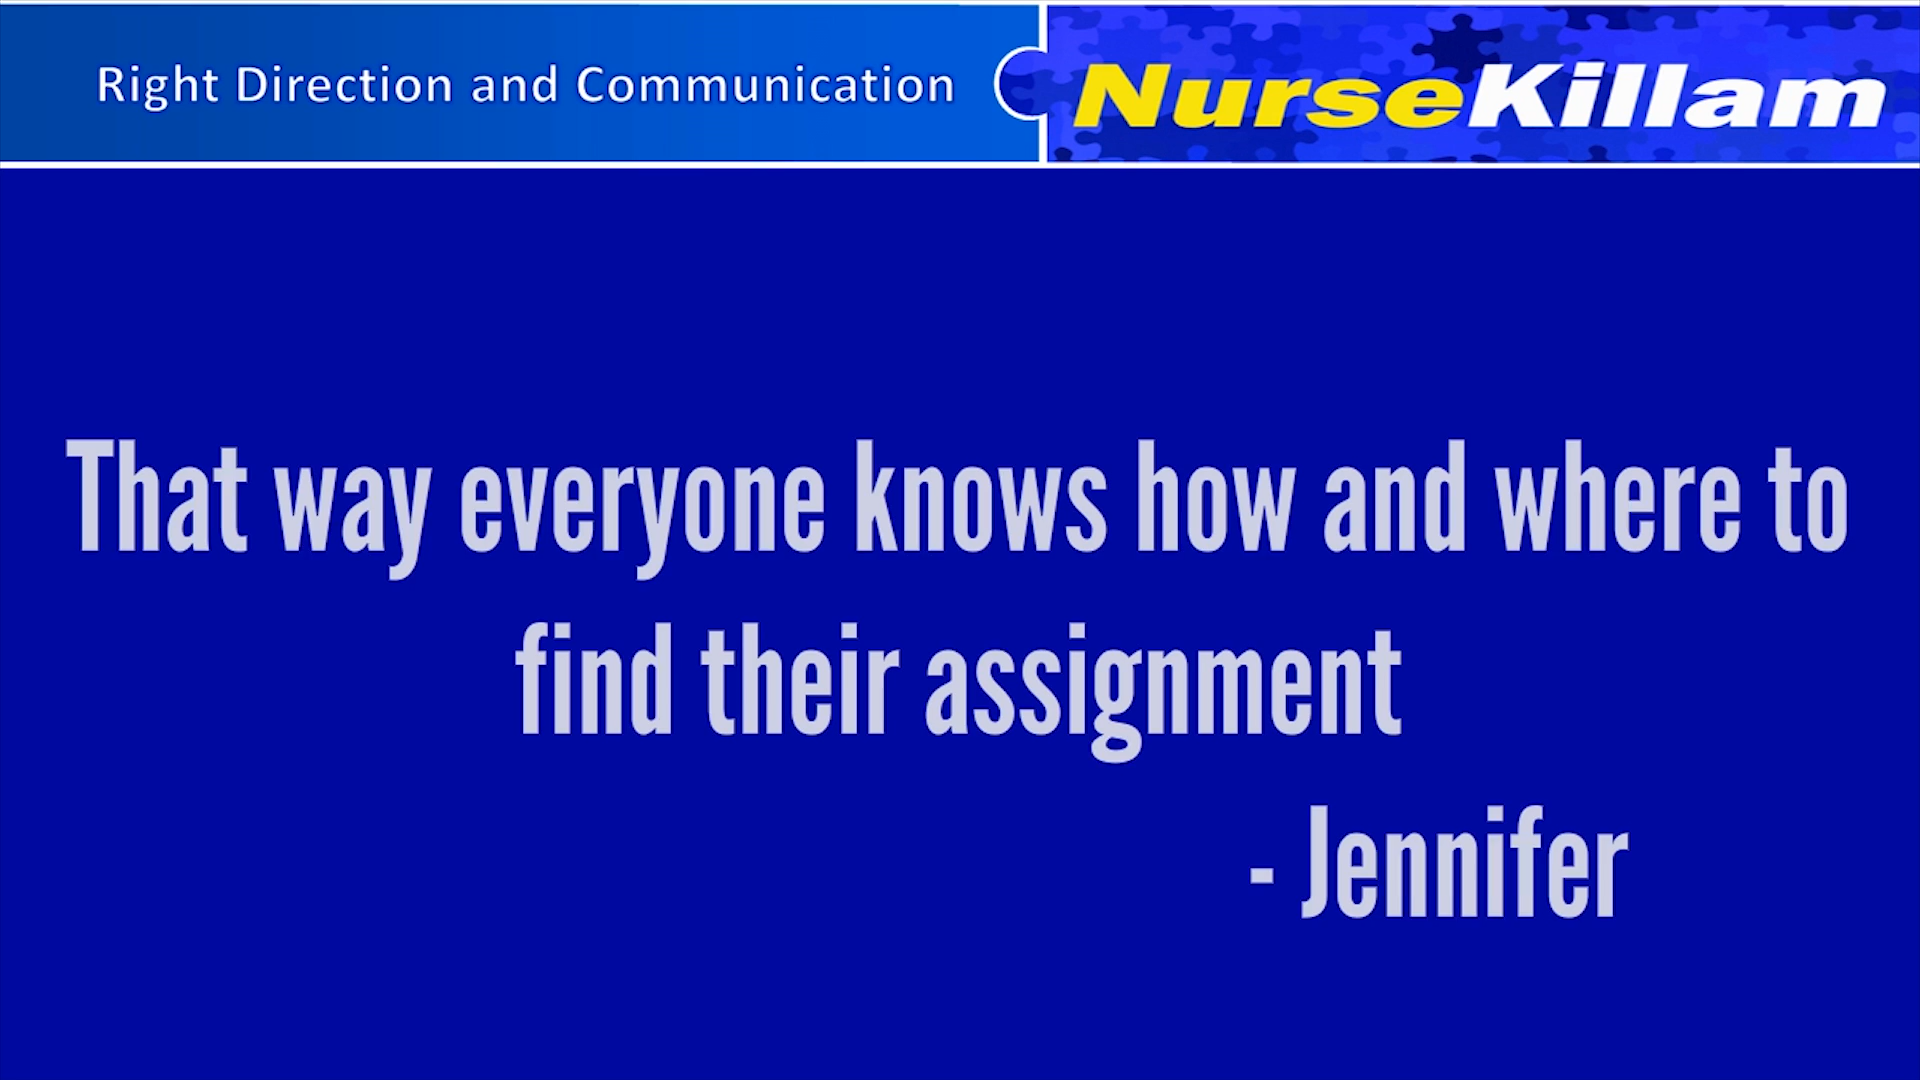 Right Direction and Communication
NurseKillam
That way everyone knows how and where to
find their assignment
- Jennifer